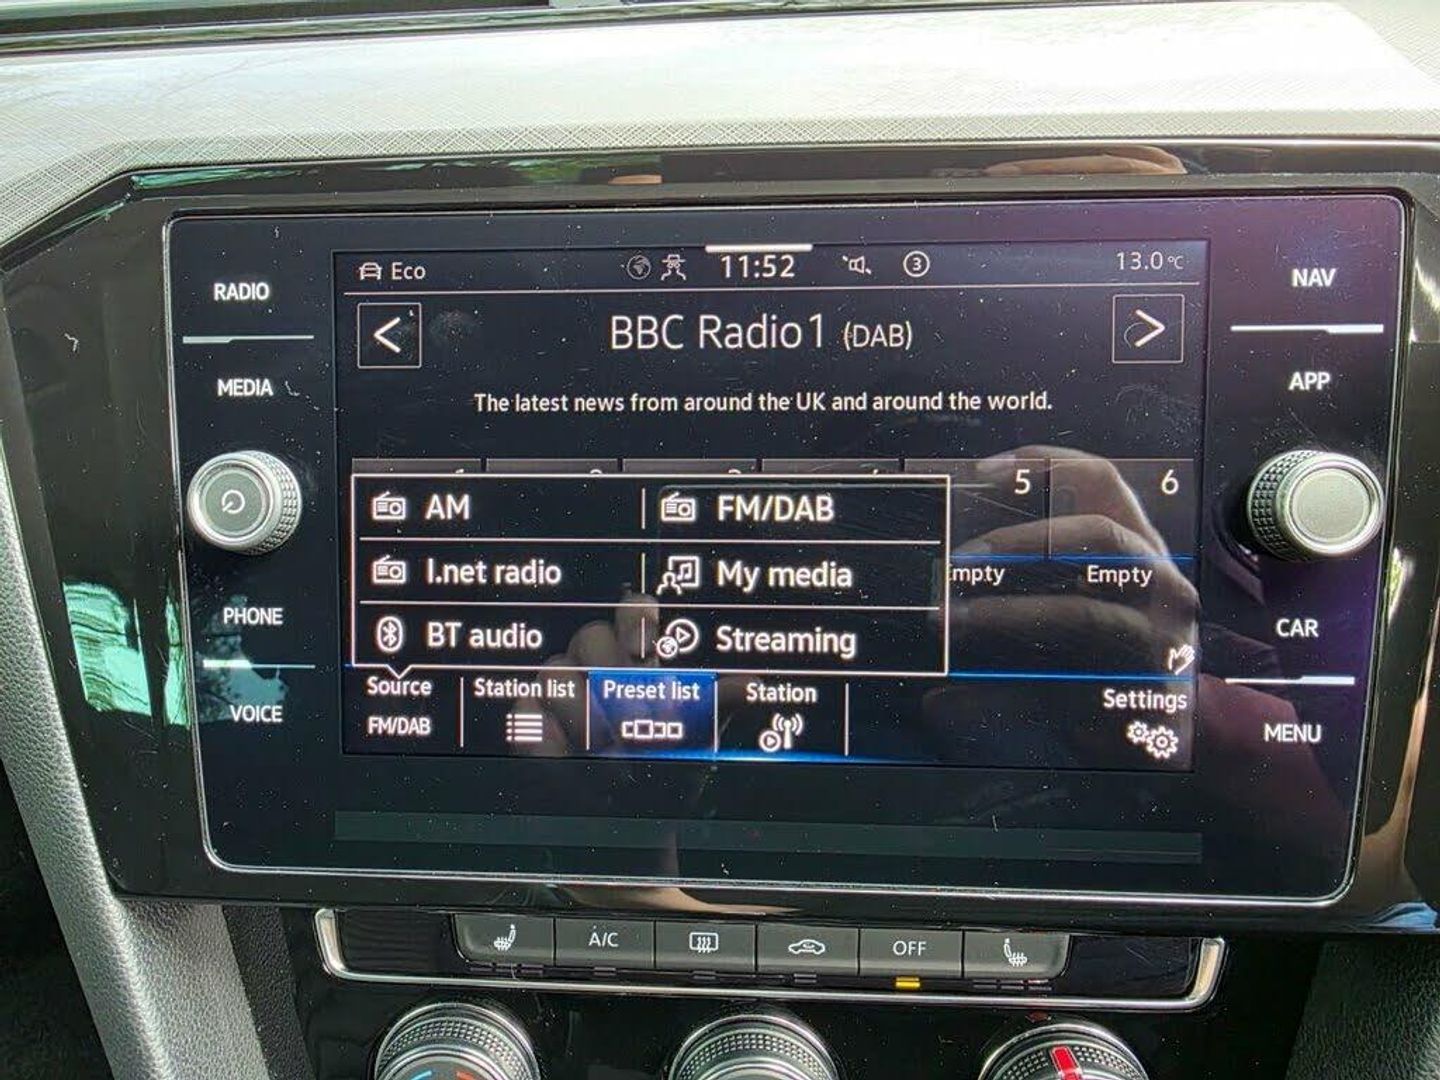 RADIO
MEDIA
PHONE
VOICE
Eco
11:52
3
13.0°C
BBC Radio1 (DAB)
The latest news from around the UK and around the world.
5
6
Empty
AM
FM/DAB
I.net radio
My media
BT audio
Streaming
Source
FM/DAB
Station list
Preset list
Station
Settings
NAV
APP
CAR
MENU
A/C
OFF